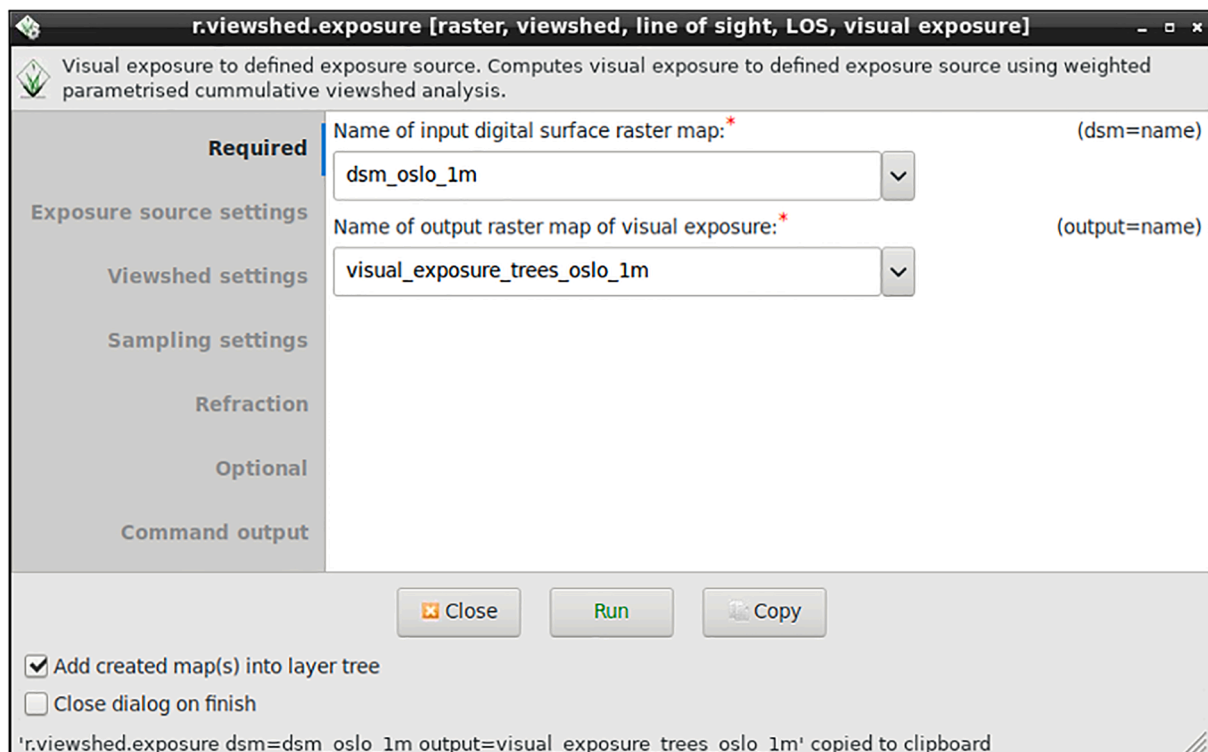 r.viewshed.exposure [raster, viewshed, line of sight, LOS, visual exposure]
Visual exposure to defined exposure source. Computes visual exposure to defined exposure source using weighted
parametrised cummulative viewshed analysis.
Required
Exposure source settings
Viewshed settings
Sampling settings
Refraction
Optional
Command output
Name of input digital surface raster map:* (dsm=name)
dsm_oslo_1m
Name of output raster map of visual exposure:* (output=name)
visual_exposure_trees_oslo_1m
Close Run Copy
Add created map(s) into layer tree
Close dialog on finish
'r.viewshed.exposure dsm=dsm_oslo_1m output=visual_exposure_trees_oslo_1m' copied to clipboard